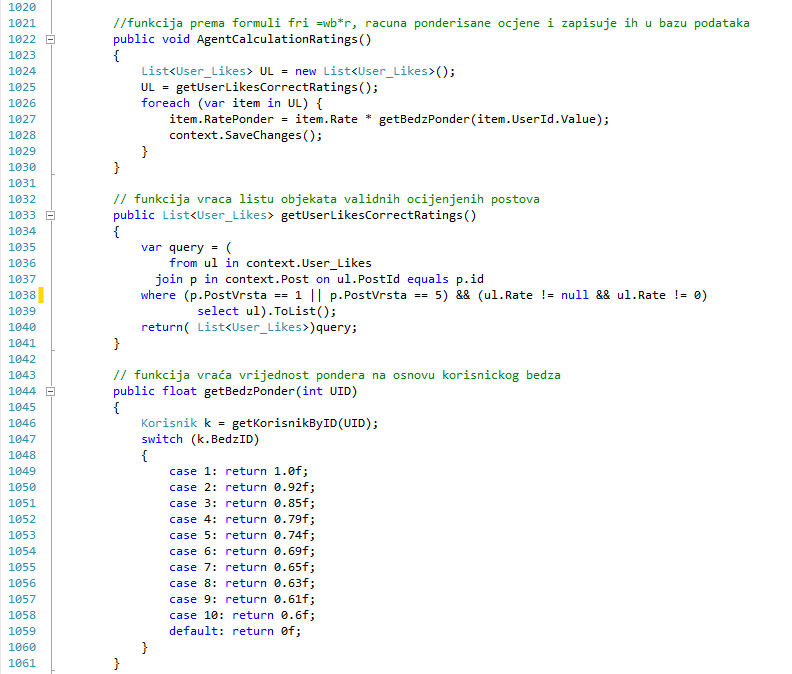 1020
1021 //funkcija prema formuli fri =wb*r, racuna ponderisane ocjene i zapisuje ih u bazu podataka
1022 public void AgentCalculationRatings()
1023 {
1024 List<User_Likes> UL = new List<User_Likes>();
1025 UL = getUserLikesCorrectRatings();
1026 foreach (var item in UL) {
1027 item.RatePonder = item.Rate * getBedzPonder(item.UserId.Value);
1028 context.SaveChanges();
1029 }
1030 }
1031
1032 // funkcija vraca listu objekata validnih ocijenjenih postova
1033 public List<User_Likes> getUserLikesCorrectRatings()
1034 {
1035 var query = (
1036 from ul in context.User_Likes
1037 join p in context.Post on ul.PostId equals p.id
1038 where (p.PostVrsta == 1 || p.PostVrsta == 5) && (ul.Rate != null && ul.Rate != 0)
1039 select ul).ToList();
1040 return( List<User_Likes>)query;
1041 }
1042
1043 // funkcija vraća vrijednost pondera na osnovu korisnickog bedza
1044 public float getBedzPonder(int UID)
1045 {
1046 Korisnik k = getKorisnikByID(UID);
1047 switch (k.BedzID)
1048 {
1049 case 1: return 1.0f;
1050 case 2: return 0.92f;
1051 case 3: return 0.85f;
1052 case 4: return 0.79f;
1053 case 5: return 0.74f;
1054 case 6: return 0.69f;
1055 case 7: return 0.65f;
1056 case 8: return 0.63f;
1057 case 9: return 0.61f;
1058 case 10: return 0.6f;
1059 default: return 0f;
1060 }
1061 }